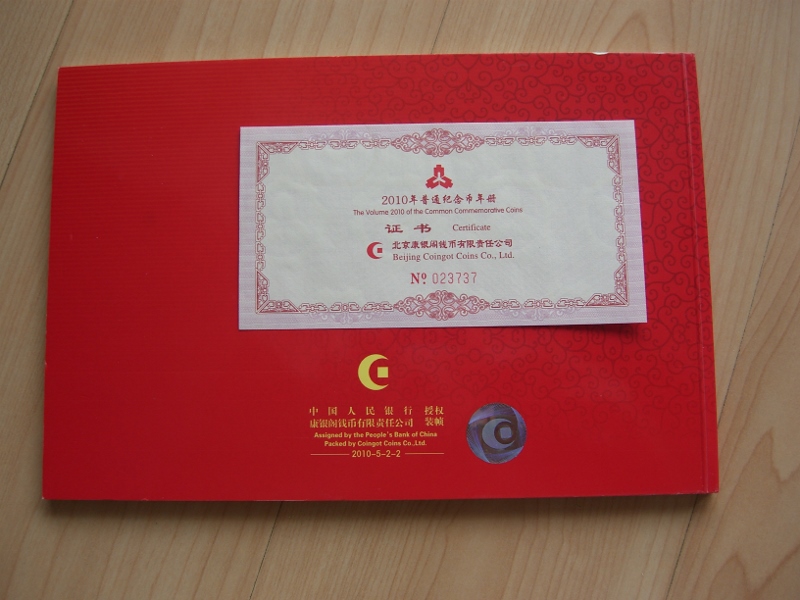 2010年普通纪念币年册
The Volume 2010 of the Common Commemorative Coins
证书 Certificate
北京康银阁钱币有限责任公司
Beijing Coingot Coins Co., Ltd.
Nº 023737
中国人民银行 授权
康银阁钱币有限责任公司 装帧
Assigned by the People's Bank of China
Packed by Coingot Coins Co.,Ltd.
2010-5-2-2